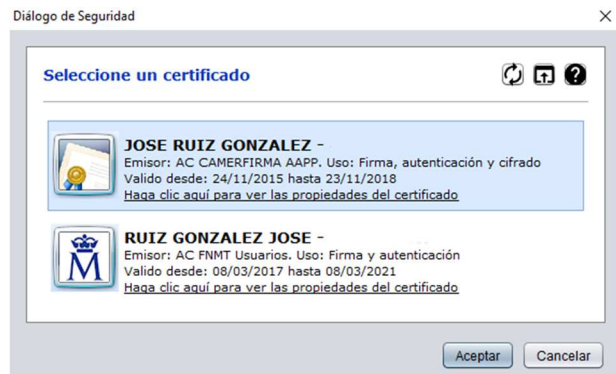 Diálogo de Seguridad
Seleccione un certificado
JOSE RUIZ GONZALEZ -
Emisor: AC CAMERFIRMA AAPP. Uso: Firma, autenticación y cifrado
Valido desde: 24/11/2015 hasta 23/11/2018
Haga clic aquí para ver las propiedades del certificado
RUIZ GONZALEZ JOSE -
Emisor: AC FNMT Usuarios. Uso: Firma y autenticación
Valido desde: 08/03/2017 hasta 08/03/2021
Haga clic aquí para ver las propiedades del certificado
Aceptar Cancelar